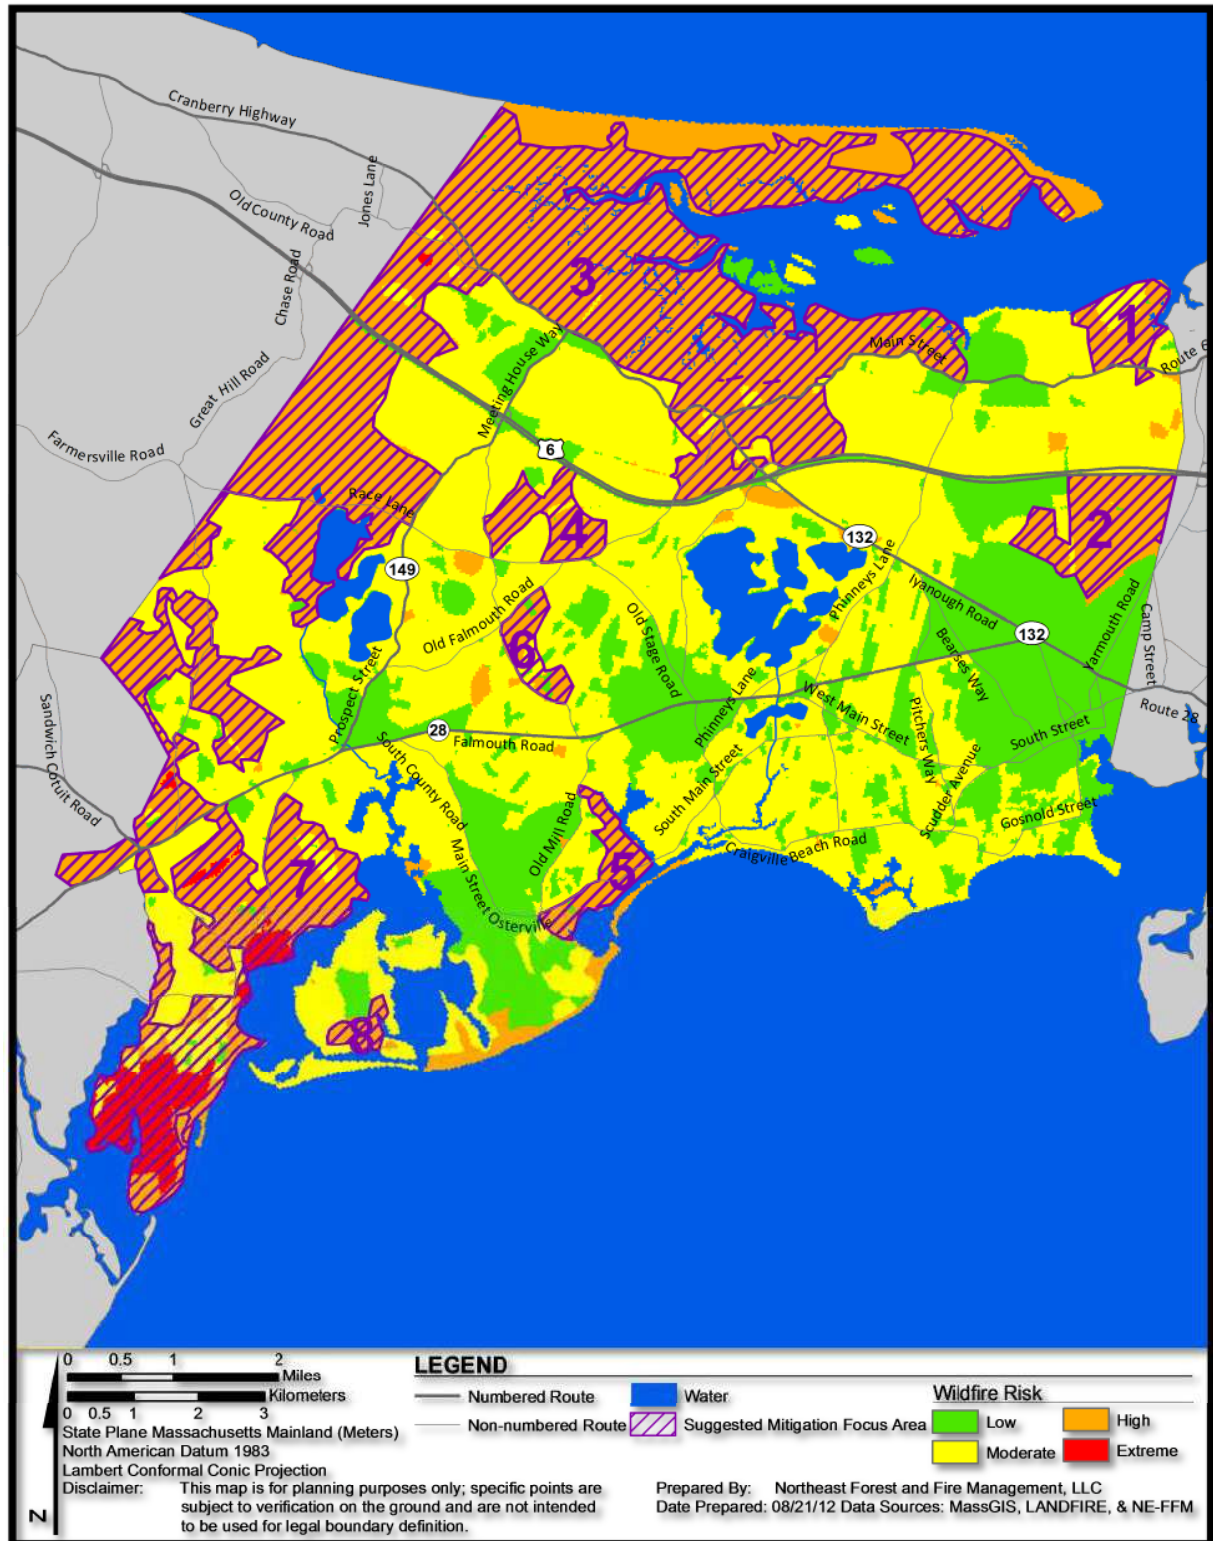 Cranberry Highway
Jones Lane
Old County Road
Chase Road
3
1
Great Hill Road
Meeting House Way
Main Street
Route 6
Farmersville Road
6
Race Lane
4
132
2
149
Phinneys Lane
Iyanough Road
Old Falmouth Road
6
Old Stage Road
132
Yarmouth Road
Camp Street
Bearses Way
Prospect Street
Sandwich Cotuit Road
28
Falmouth Road
Phinneys Lane
West Main Street
Pitchers Way
South Street
Route 28
South County Road
South Main Street
Scudder Avenue
Gosnold Street
Old Mill Road
Craigville Beach Road
7
5
Main Street Osterville
8
0 0.5 1 2
Miles
Kilometers
0 0.5 1 2 3
State Plane Massachusetts Mainland (Meters)
North American Datum 1983
Lambert Conformal Conic Projection
N
LEGEND
Numbered Route
Non-numbered Route
Water
Suggested Mitigation Focus Area
Wildfire Risk
Low
High
Moderate
Extreme
Disclaimer: This map is for planning purposes only; specific points are
subject to verification on the ground and are not intended
to be used for legal boundary definition.
Prepared By: Northeast Forest and Fire Management, LLC
Date Prepared: 08/21/12 Data Sources: MassGIS, LANDFIRE, & NE-FFM